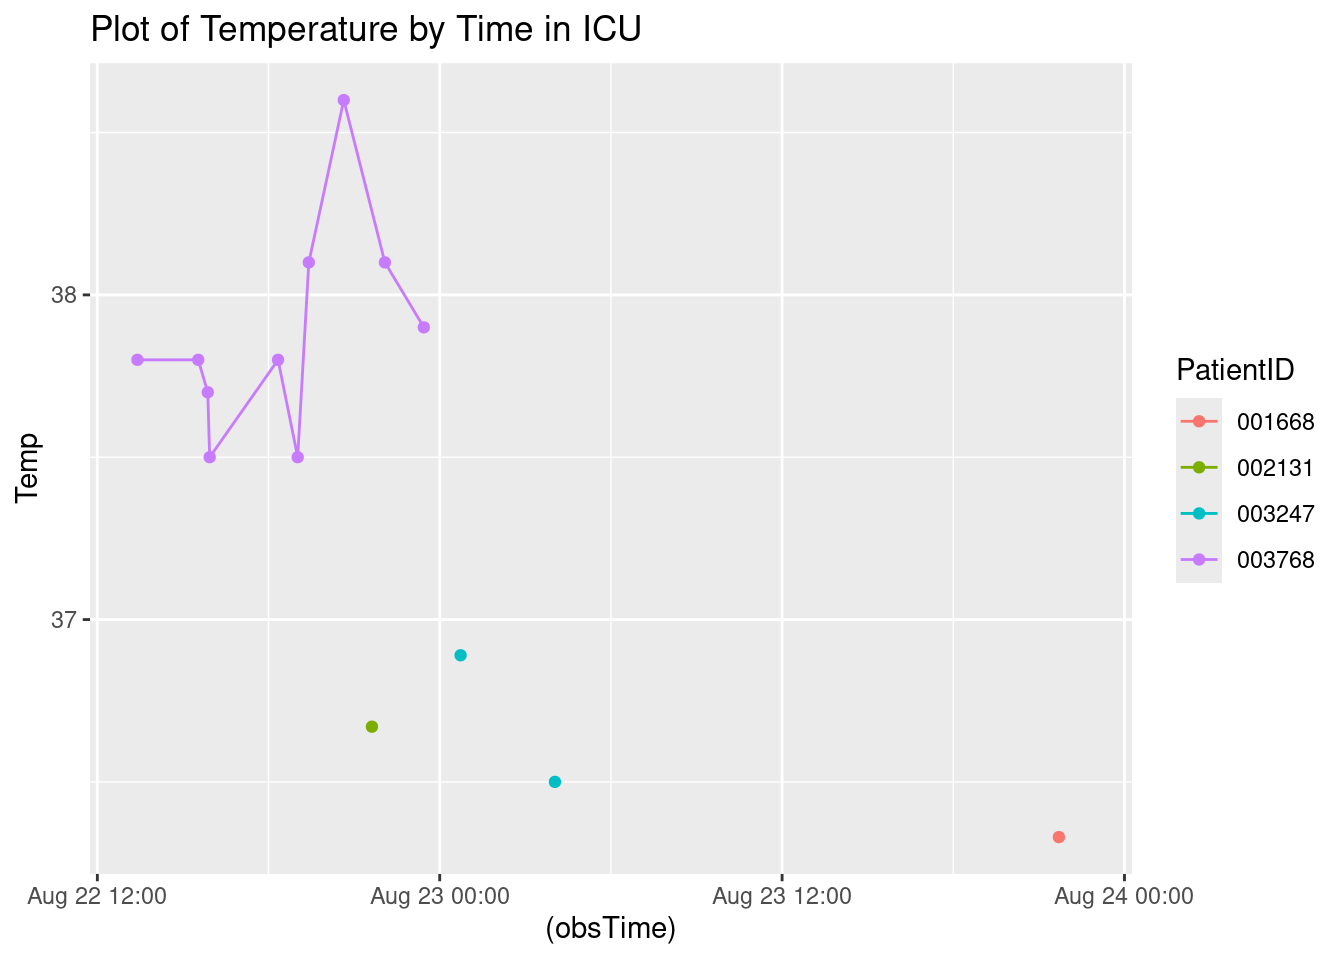 Plot of Temperature by Time in ICU
Temp
38
37
Aug 22 12:00
Aug 23 00:00
Aug 23 12:00
Aug 24 00:00
(obsTime)
PatientID
001668
002131
003247
003768